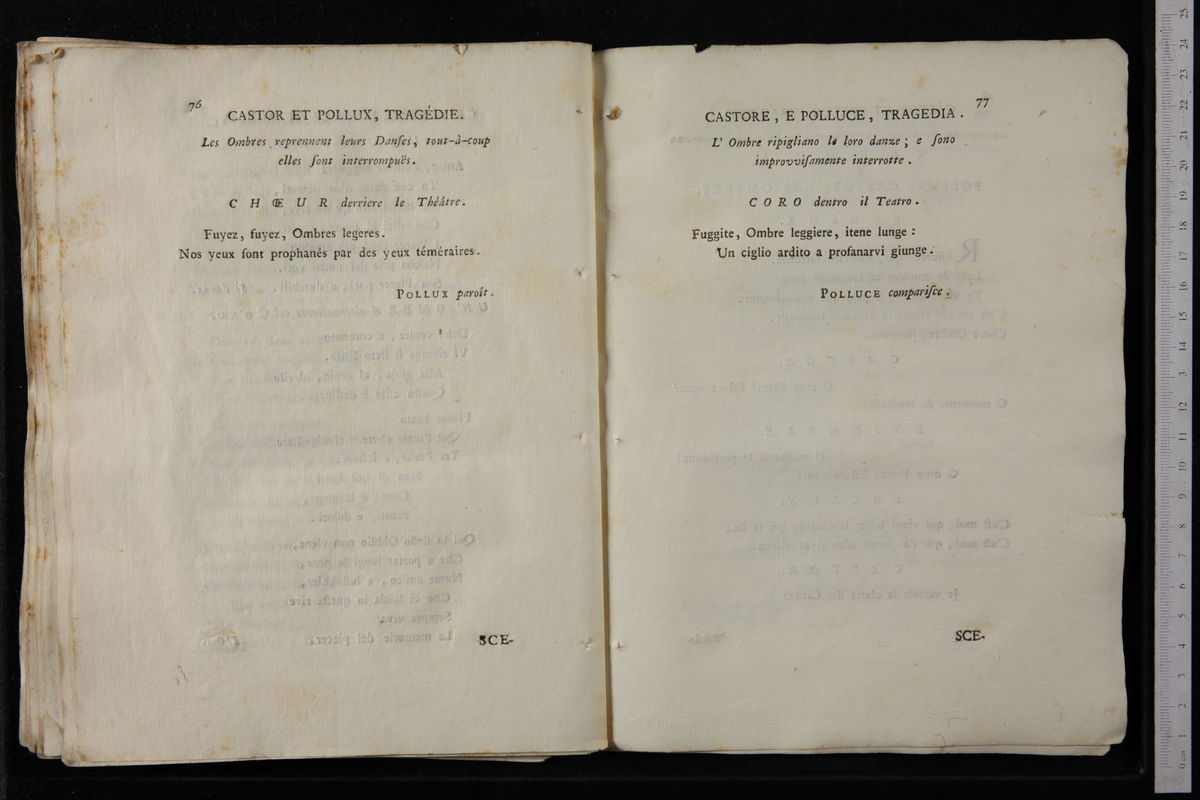 76
CASTOR ET POLLUX, TRAGÉDIE.
Les Ombres reprennent leurs Danſes, tout-à-coup
elles ſont interrompuës.
CHŒUR derriere le Théâtre.
Fuyez, fuyez, Ombres legeres.
Nos yeux ſont prophanés par des yeux téméraires.
POLLUX paroît.
SCE-
77
CASTORE, E POLLUCE, TRAGEDIA.
L' Ombre ripigliano le loro danze; e ſono
improvviſamente interrotte.
CORO dentro il Teatro.
Fuggite, Ombre leggiere, itene lunge:
Un ciglio ardito a profanarvi giunge.
POLLUCE compariſce.
SCE-